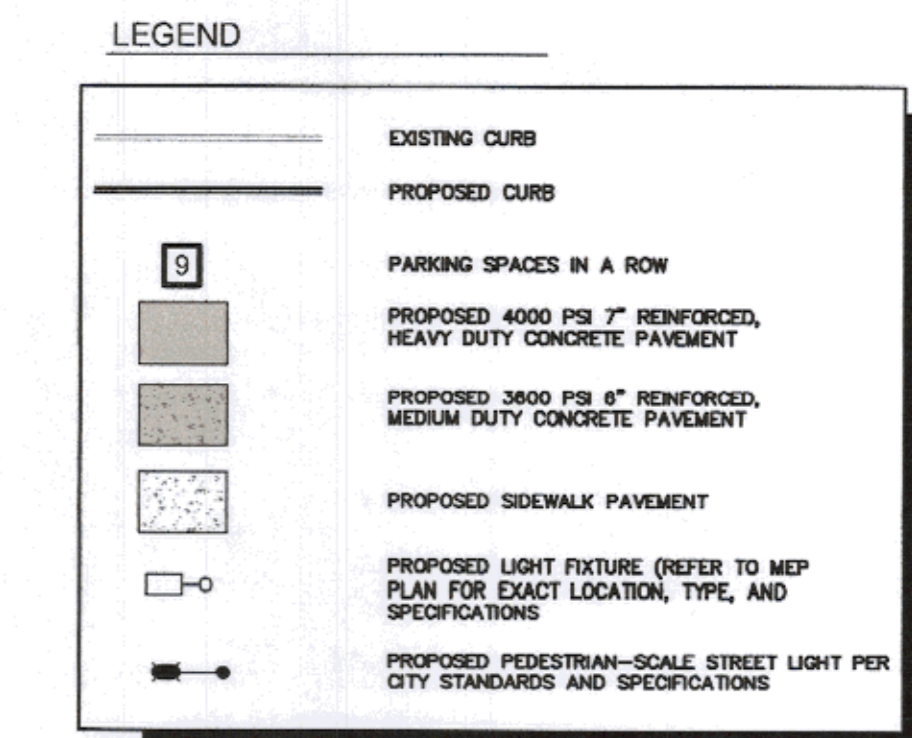 LEGEND
EXISTING CURB
PROPOSED CURB
9
PARKING SPACES IN A ROW
PROPOSED 4000 PSI 7" REINFORCED,
HEAVY DUTY CONCRETE PAVEMENT
PROPOSED 3600 PSI 6" REINFORCED,
MEDIUM DUTY CONCRETE PAVEMENT
PROPOSED SIDEWALK PAVEMENT
PROPOSED LIGHT FIXTURE (REFER TO MEP
PLAN FOR EXACT LOCATION, TYPE, AND
SPECIFICATIONS
PROPOSED PEDESTRIAN-SCALE STREET LIGHT PER
CITY STANDARDS AND SPECIFICATIONS